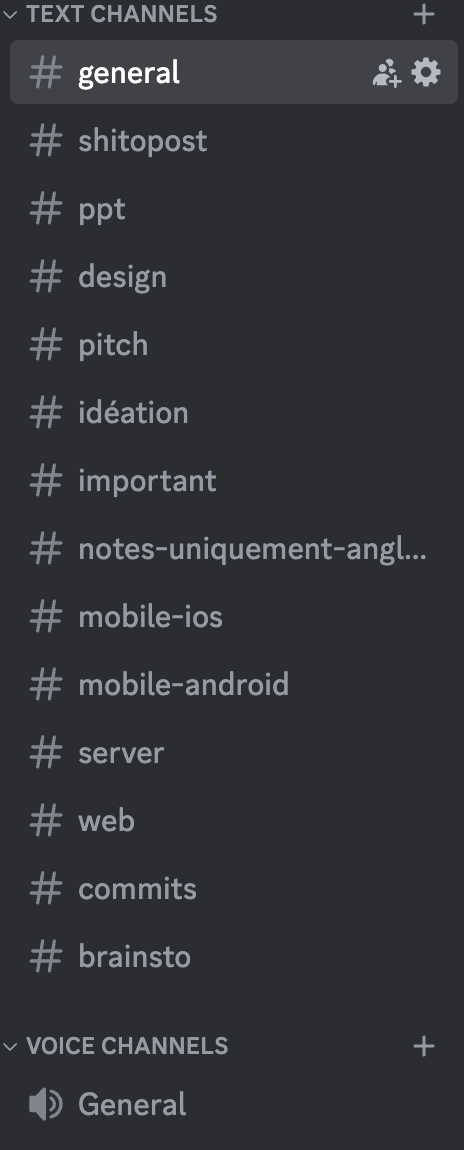 TEXT CHANNELS
# general
# shitopost
# ppt
# design
# pitch
# idéation
# important
# notes-uniquement-angl...
# mobile-ios
# mobile-android
# server
# web
# commits
# brainsto
VOICE CHANNELS
General